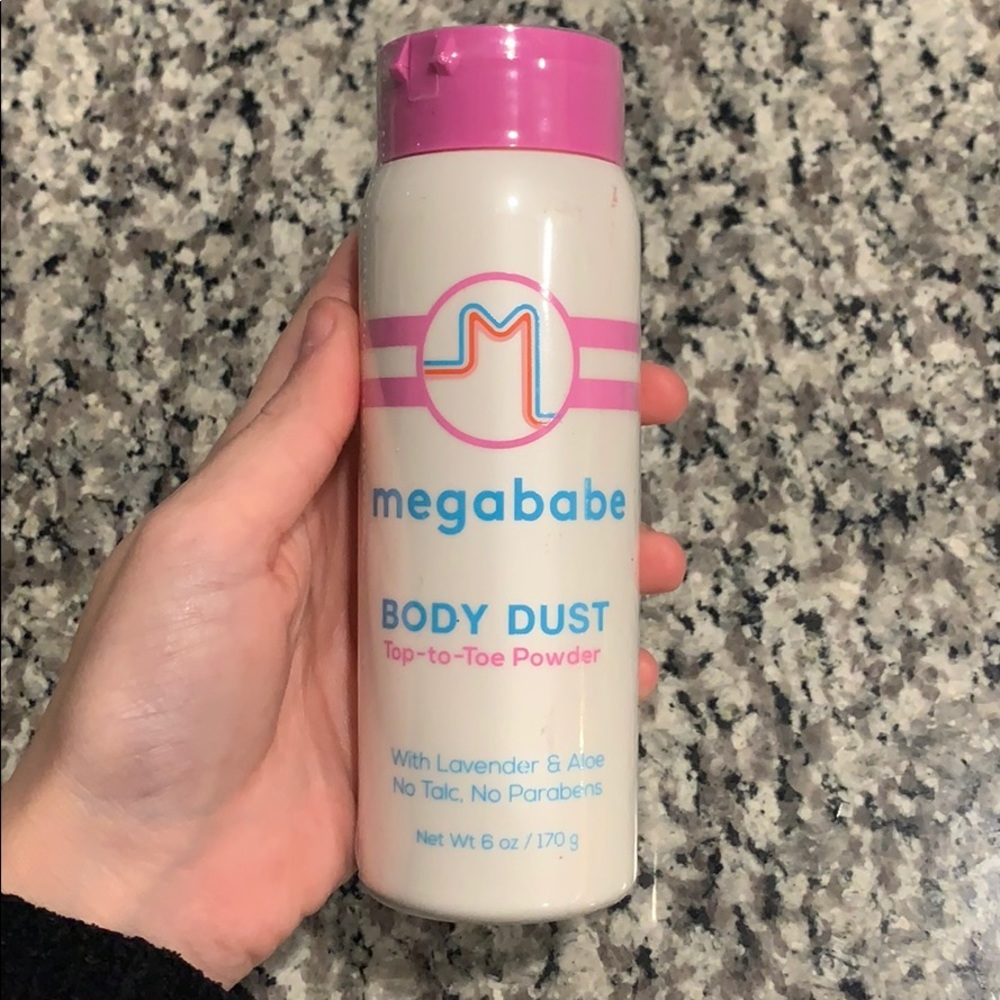 M
megababe
BODY DUST
Top-to-Toe Powder
With Lavender & Aloe
No Talc, No Parabens
Net Wt 6 oz / 170 g